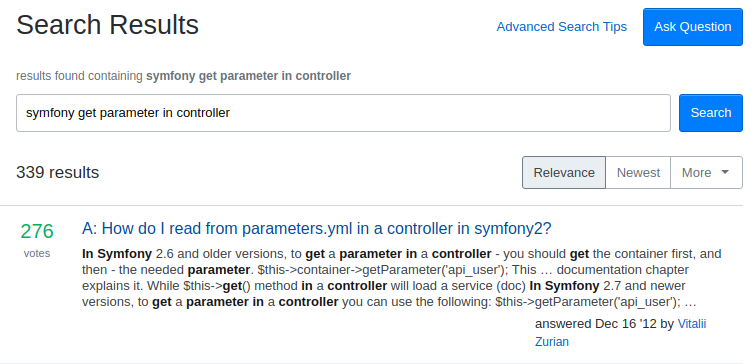 Search Results
Advanced Search Tips
Ask Question
results found containing symfony get parameter in controller
symfony get parameter in controller
Search
339 results
Relevance
Newest
More
276
votes
A: How do I read from parameters.yml in a controller in symfony2?
In Symfony 2.6 and older versions, to get a parameter in a controller - you should get the container first, and
then - the needed parameter. $this->container->getParameter('api_user'); This … documentation chapter
explains it. While $this->get() method in a controller will load a service (doc) In Symfony 2.7 and newer
versions, to get a parameter in a controller you can use the following: $this->getParameter('api_user'); …
answered Dec 16 '12 by Vitalii
Zurian